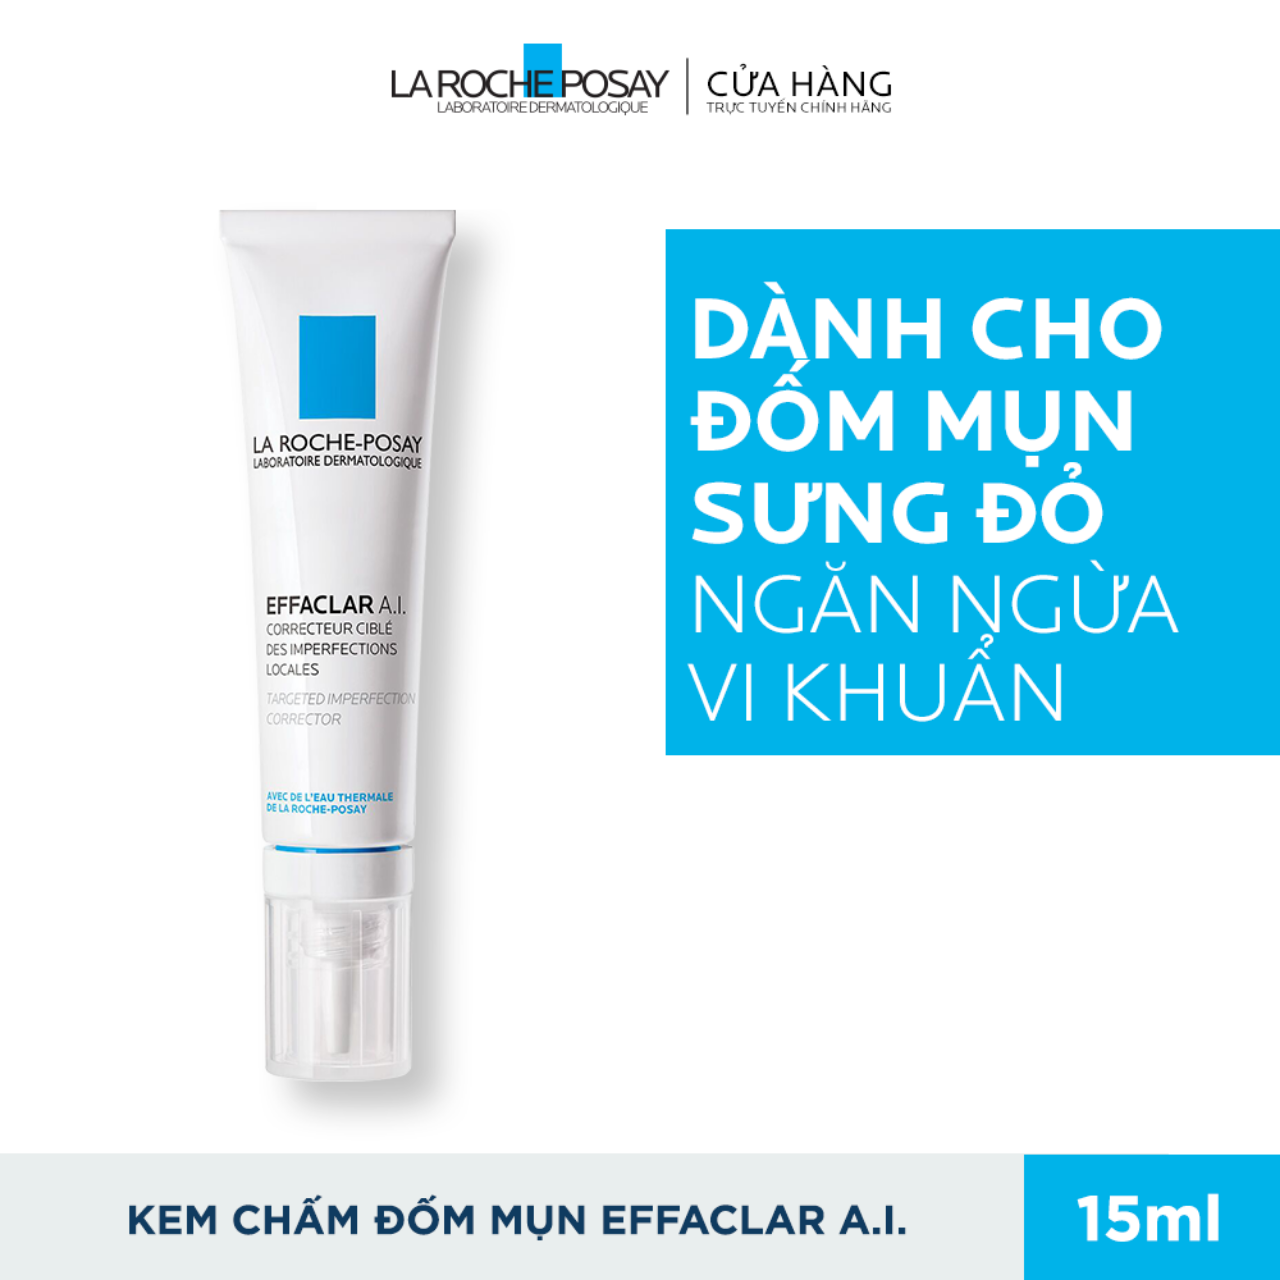 LA ROCHE POSAY
LABORATOIRE DERMATOLOGIQUE
CỬA HÀNG
TRỰC TUYẾN CHÍNH HÃNG
LA ROCHE-POSAY
LABORATOIRE DERMATOLOGIQUE
EFFACLAR A.I.
CORRECTEUR CIBLÉ
DES IMPERFECTIONS
LOCALES
TARGETED IMPERFECTION
CORRECTOR
AVEC DE L'EAU THERMALE
DE LA ROCHE-POSAY
DÀNH CHO
ĐỐM MỤN
SƯNG ĐỎ
NGĂN NGỪA
VI KHUẨN
KEM CHẤM ĐỐM MỤN EFFACLAR A.I.
15ml